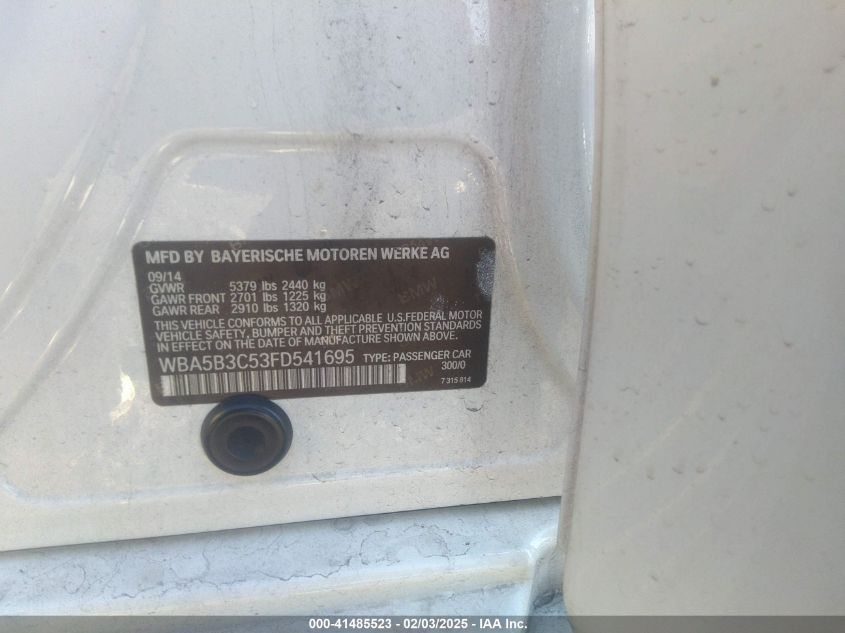 MFD BY BAYERISCHE MOTOREN WERKE AG
09/14
GVWR 5379 lbs 2440 kg
GAWR FRONT 2701 lbs 1225 kg
GAWR REAR 2910 lbs 1320 kg
THIS VEHICLE CONFORMS TO ALL APPLICABLE U.S.FEDERAL MOTOR
VEHICLE SAFETY, BUMPER AND THEFT PREVENTION
STANDARDS IN EFFECT ON THE DATE OF MANUFACTURE SHOWN ABOVE.
WBA5B3C53FD541695 TYPE: PASSENGER CAR
300/0
7 315 814
BMW
BMW
000-41485523 - 02/03/2025 - © IAA Inc.